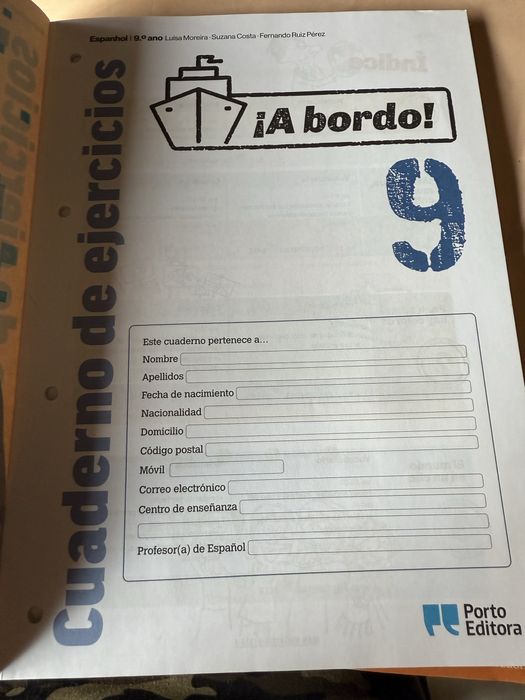 Espanhol | 9.º ano Luísa Moreira · Suzana Costa · Fernando Ruiz Pérez
¡A bordo!
9
Cuaderno de ejercicios
Este cuaderno pertenece a...
Nombre
Apellidos
Fecha de nacimiento
Nacionalidad
Domicilio
Código postal
Móvil
Correo electrónico
Centro de enseñanza
Profesor(a) de Español
Porto
Editora
Índice